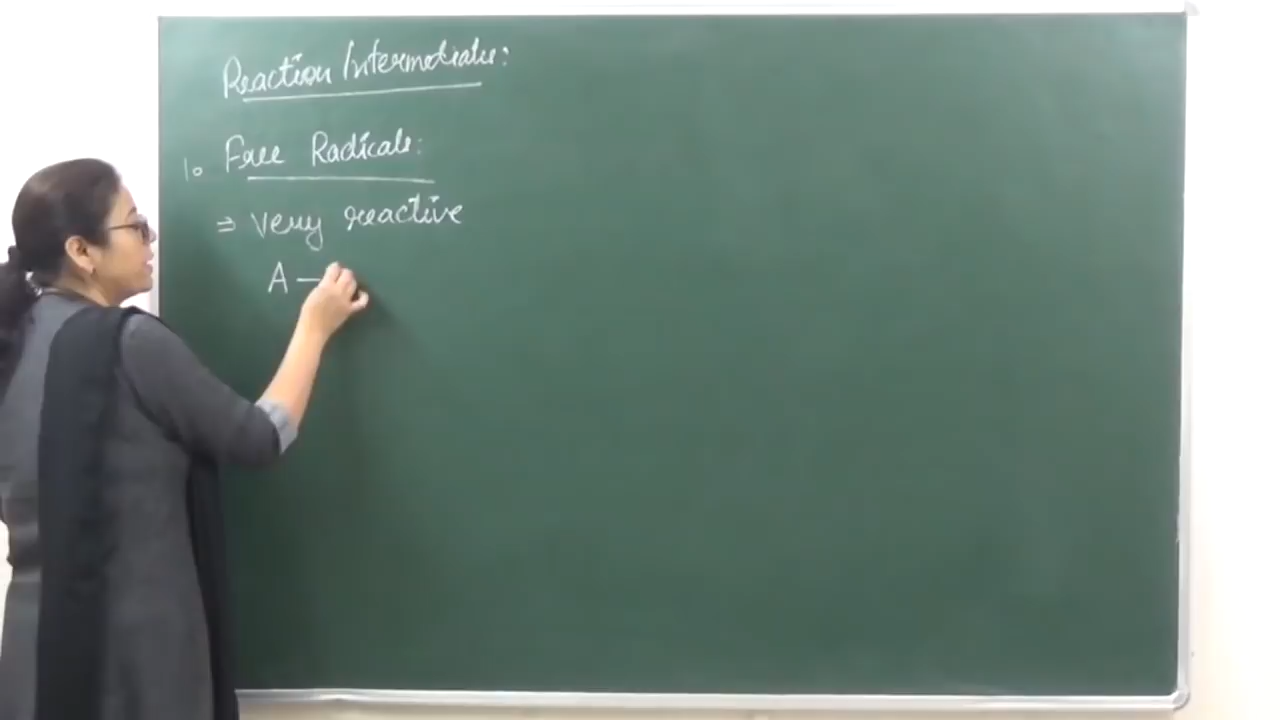 Reaction Intermediates:
1. Free Radicals:
⇒ very reactive
A —